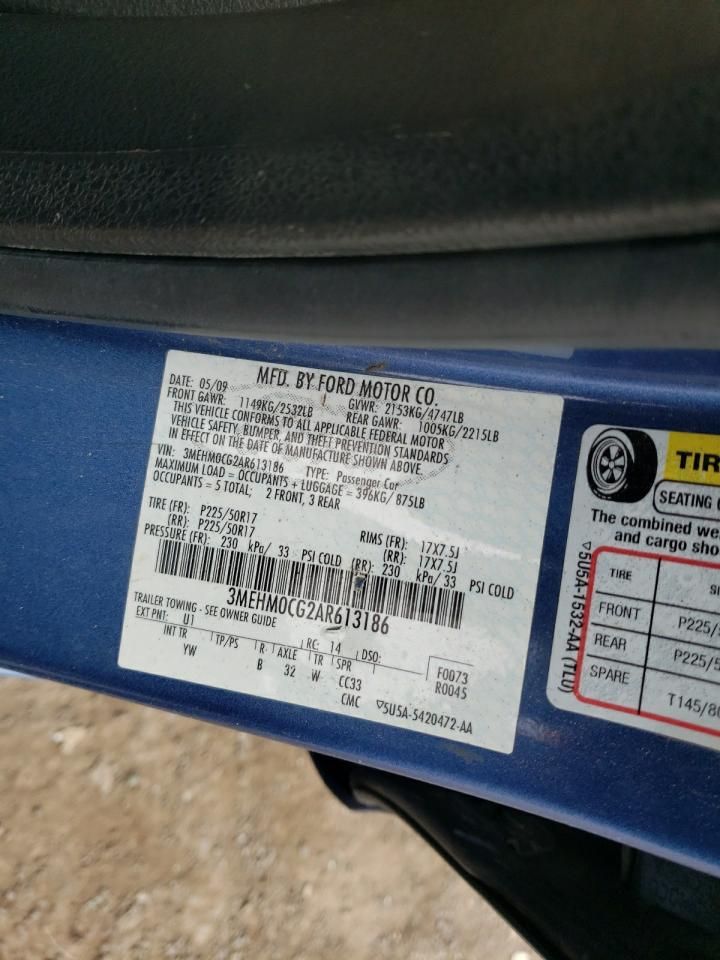 MFD. BY FORD MOTOR CO.
DATE: 05/09 GVWR: 2153KG/4747LB
FRONT GAWR: 1149KG/2532LB REAR GAWR: 1005KG/2215LB
THIS VEHICLE CONFORMS TO ALL APPLICABLE FEDERAL MOTOR
VEHICLE SAFETY, BUMPER, AND THEFT PREVENTION STANDARDS
IN EFFECT ON THE DATE OF MANUFACTURE SHOWN ABOVE.
VIN: 3MEHM0CG2AR613186 TYPE: Passenger Car
MAXIMUM LOAD = OCCUPANTS + LUGGAGE = 396KG/ 875LB
OCCUPANTS = 5 TOTAL; 2 FRONT, 3 REAR
TIRE (FR): P225/50R17 RIMS (FR): 17X7.5J
(RR): P225/50R17 (RR): 17X7.5J
PRESSURE (FR): 230 kPa/ 33 PSI COLD (RR): 230 kPa/33 PSI COLD
3MEHM0CG2AR613186
TRAILER TOWING - SEE OWNER GUIDE
EXT PNT: U1 RC: 14 DSO: F0073
INT TR TP/PS R AXLE TR SPR R0045
YW B 32 W CC33
CMC ▽5U5A-5420472-AA
▽5U5A-1532-AA (TL0)
TIR
SEATING
The combined we
and cargo sho
TIRE
FRONT P225/
REAR P225/5
SPARE T145/80